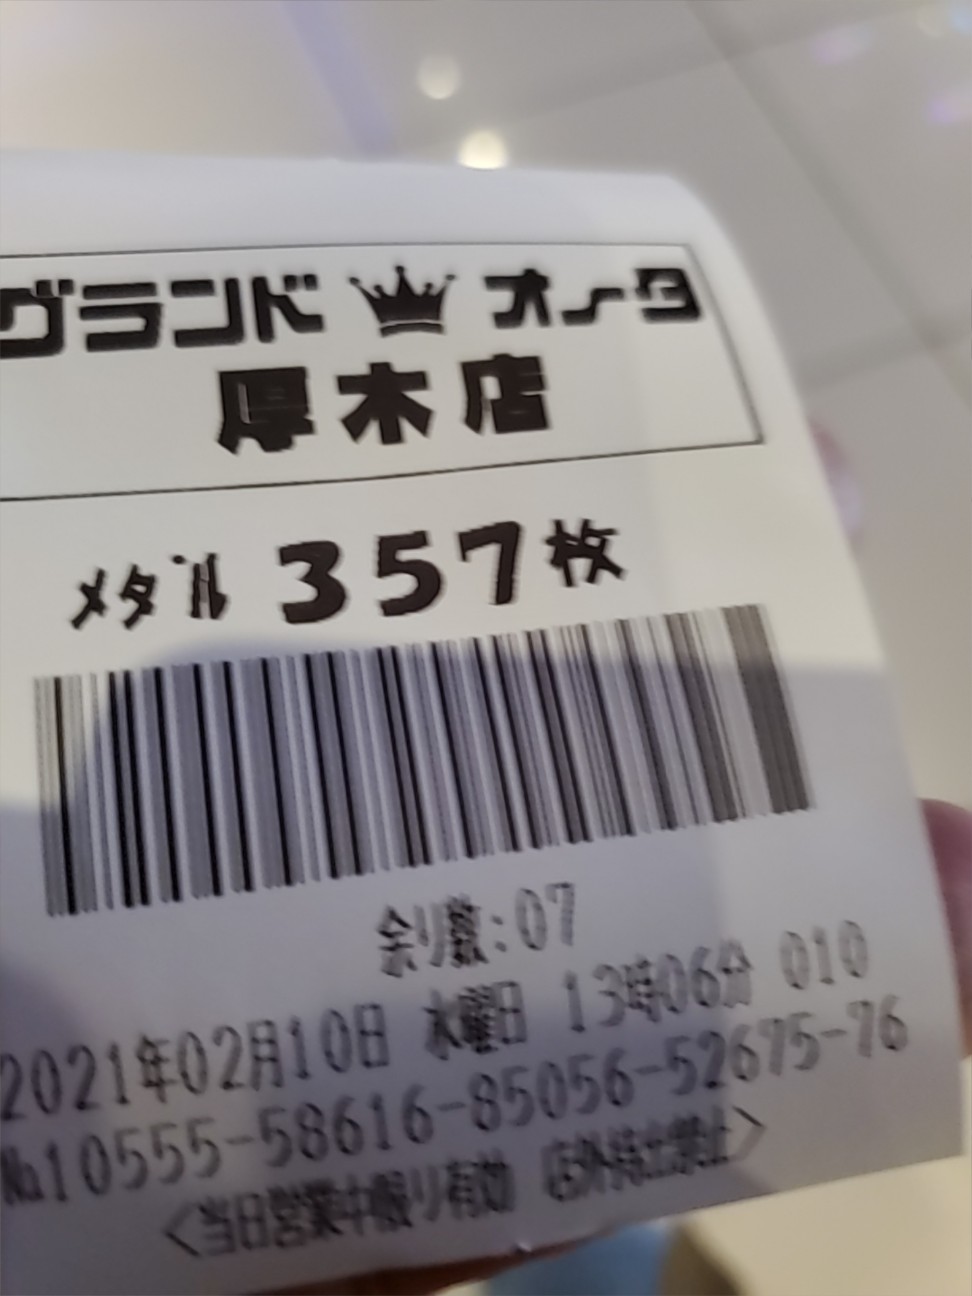 グランド オータ
厚木店
メダル 357枚
余り数:07
2021年02月10日 水曜日 13時06分 010
№10555-58616-85056-52675-76
<当日営業中限り有効 店外持出禁止>